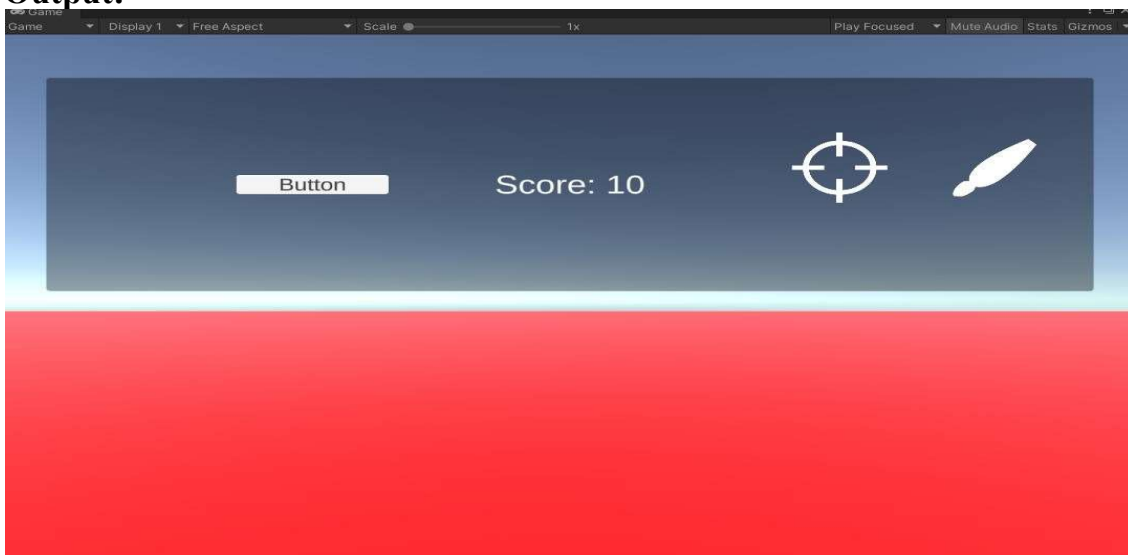 Output:
Game
Game Display 1 Free Aspect Scale 1x Play Focused Mute Audio Stats Gizmos
Button Score: 10